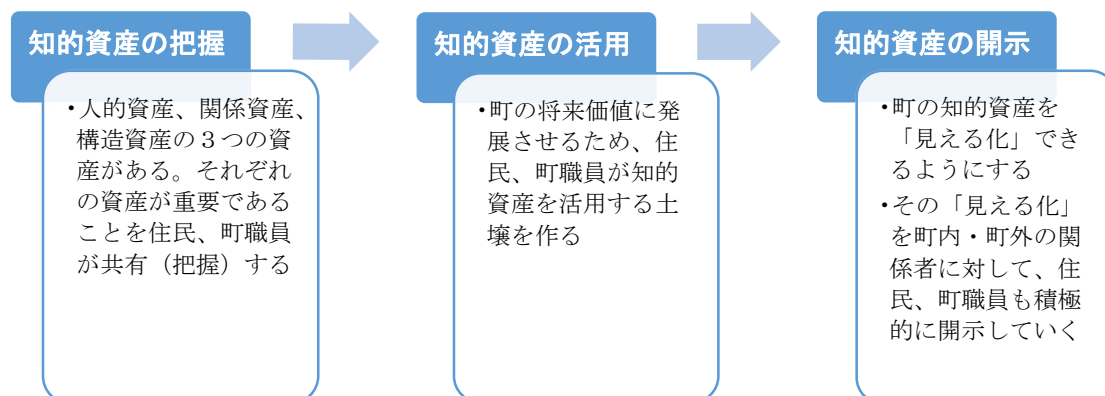 知的資産の把握
・人的資産、関係資産、
構造資産の３つの資
産がある。それぞれ
の資産が重要である
ことを住民、町職員
が共有（把握）する
知的資産の活用
・町の将来価値に発
展させるため、住
民、町職員が知的
資産を活用する土
壌を作る
知的資産の開示
・町の知的資産を
「見える化」でき
るようにする
・その「見える化」
を町内・町外の関
係者に対して、住
民、町職員も積極
的に開示していく